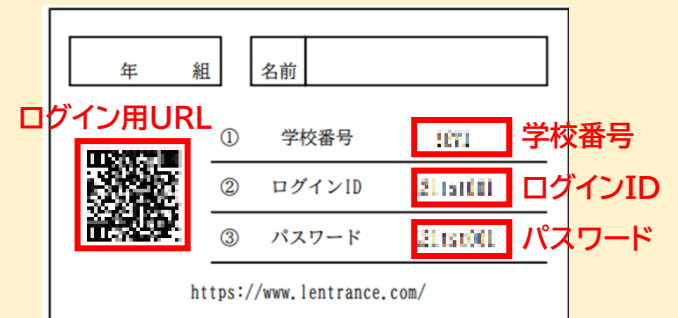 年 組 名前
ログイン用URL
① 学校番号 学校番号
② ログインID ログインID
③ パスワード パスワード
https://www.lentrance.com/